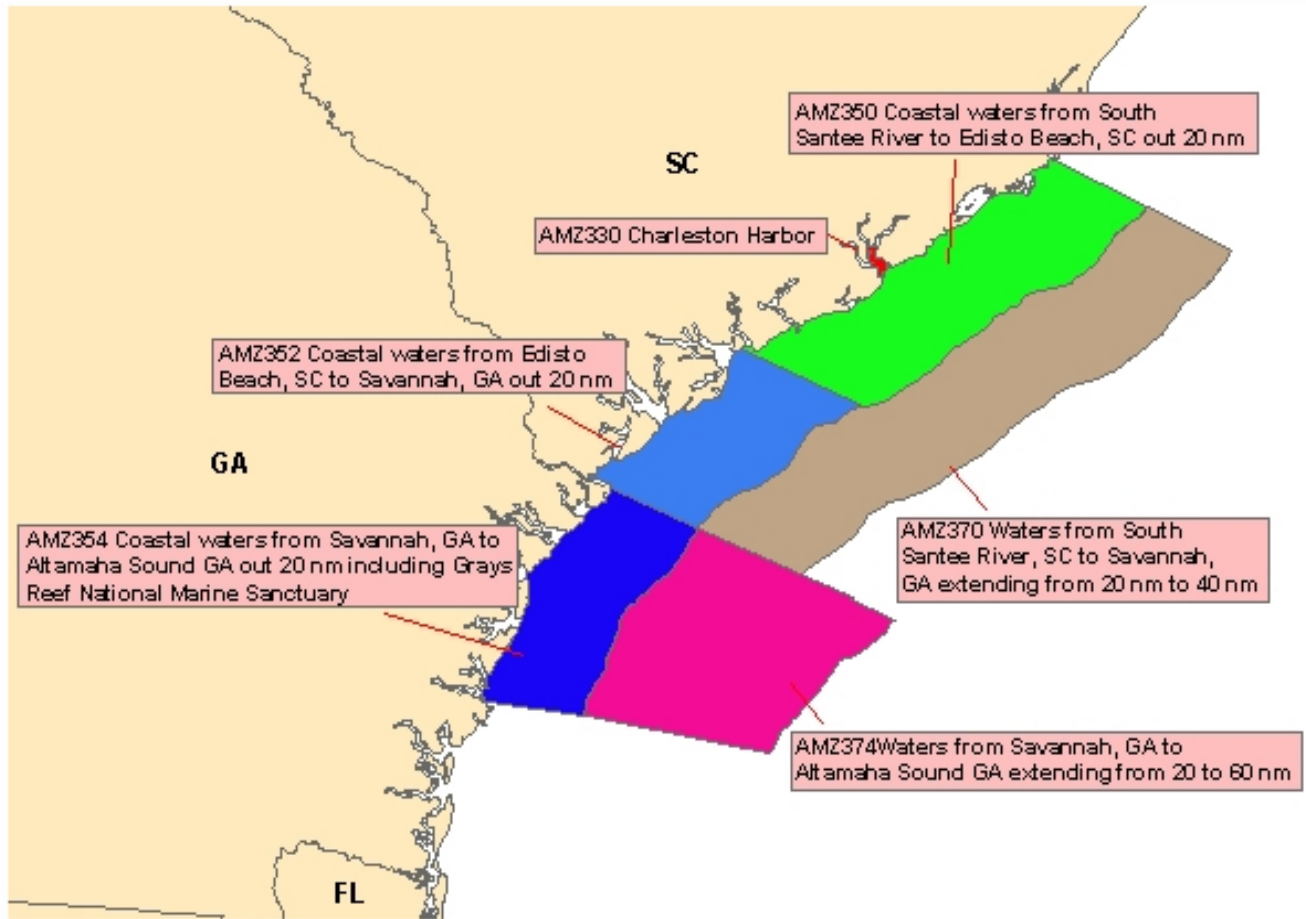 AMZ350 Coastal waters from South
Santee River to Edisto Beach, SC out 20 nm
SC
AMZ330 Charleston Harbor
AMZ352 Coastal waters from Edisto
Beach, SC to Savannah, GA out 20 nm
GA
AMZ354 Coastal waters from Savannah, GA to
Altamaha Sound GA out 20 nm including Grays
Reef National Marine Sanctuary
AMZ370 Waters from South
Santee River, SC to Savannah,
GA extending from 20 nm to 40 nm
AMZ374Waters from Savannah, GA to
Altamaha Sound GA extending from 20 to 60 nm
FL